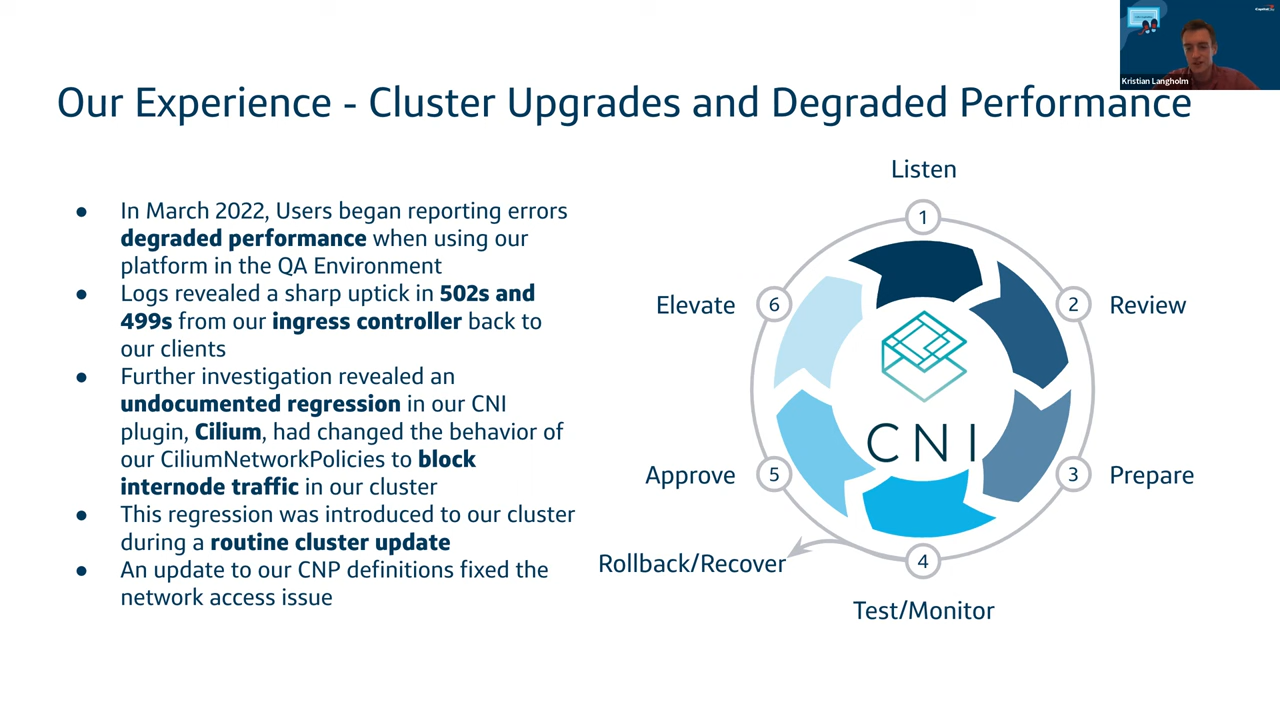 Kristian Langholm
Our Experience - Cluster Upgrades and Degraded Performance
● In March 2022, Users began reporting errors
degraded performance when using our
platform in the QA Environment
● Logs revealed a sharp uptick in 502s and
499s from our ingress controller back to
our clients
● Further investigation revealed an
undocumented regression in our CNI
plugin, Cilium, had changed the behavior of
our CiliumNetworkPolicies to block
internode traffic in our cluster
● This regression was introduced to our cluster
during a routine cluster update
● An update to our CNP definitions fixed the
network access issue
Listen
1
2
Review
3
Prepare
4
Test/Monitor
Rollback/Recover
Approve
5
Elevate
6
CNI